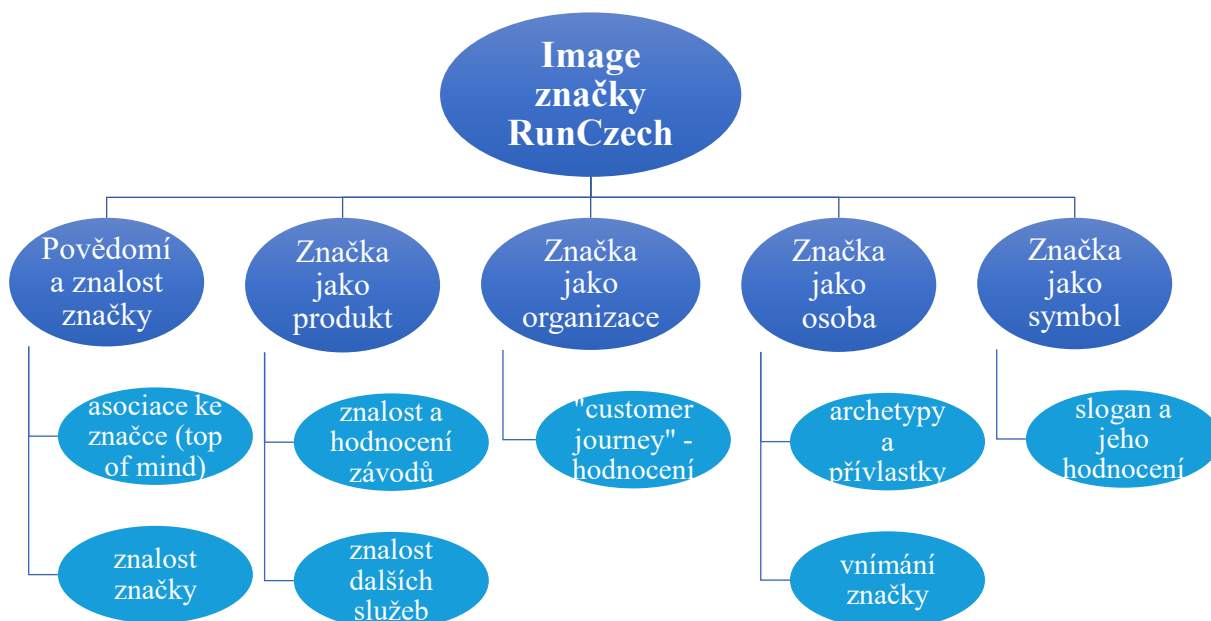 Image
značky
RunCzech
Povědomí
a znalost
značky
Značka
jako
produkt
Značka
jako
organizace
Značka
jako
osoba
Značka
jako
symbol
asociace ke
značce (top
of mind)
znalost a
hodnocení
závodů
"customer
journey" -
hodnocení
archetypy
a
přívlastky
slogan a
jeho
hodnocení
znalost
značky
znalost
dalších
služeb
vnímání
značky